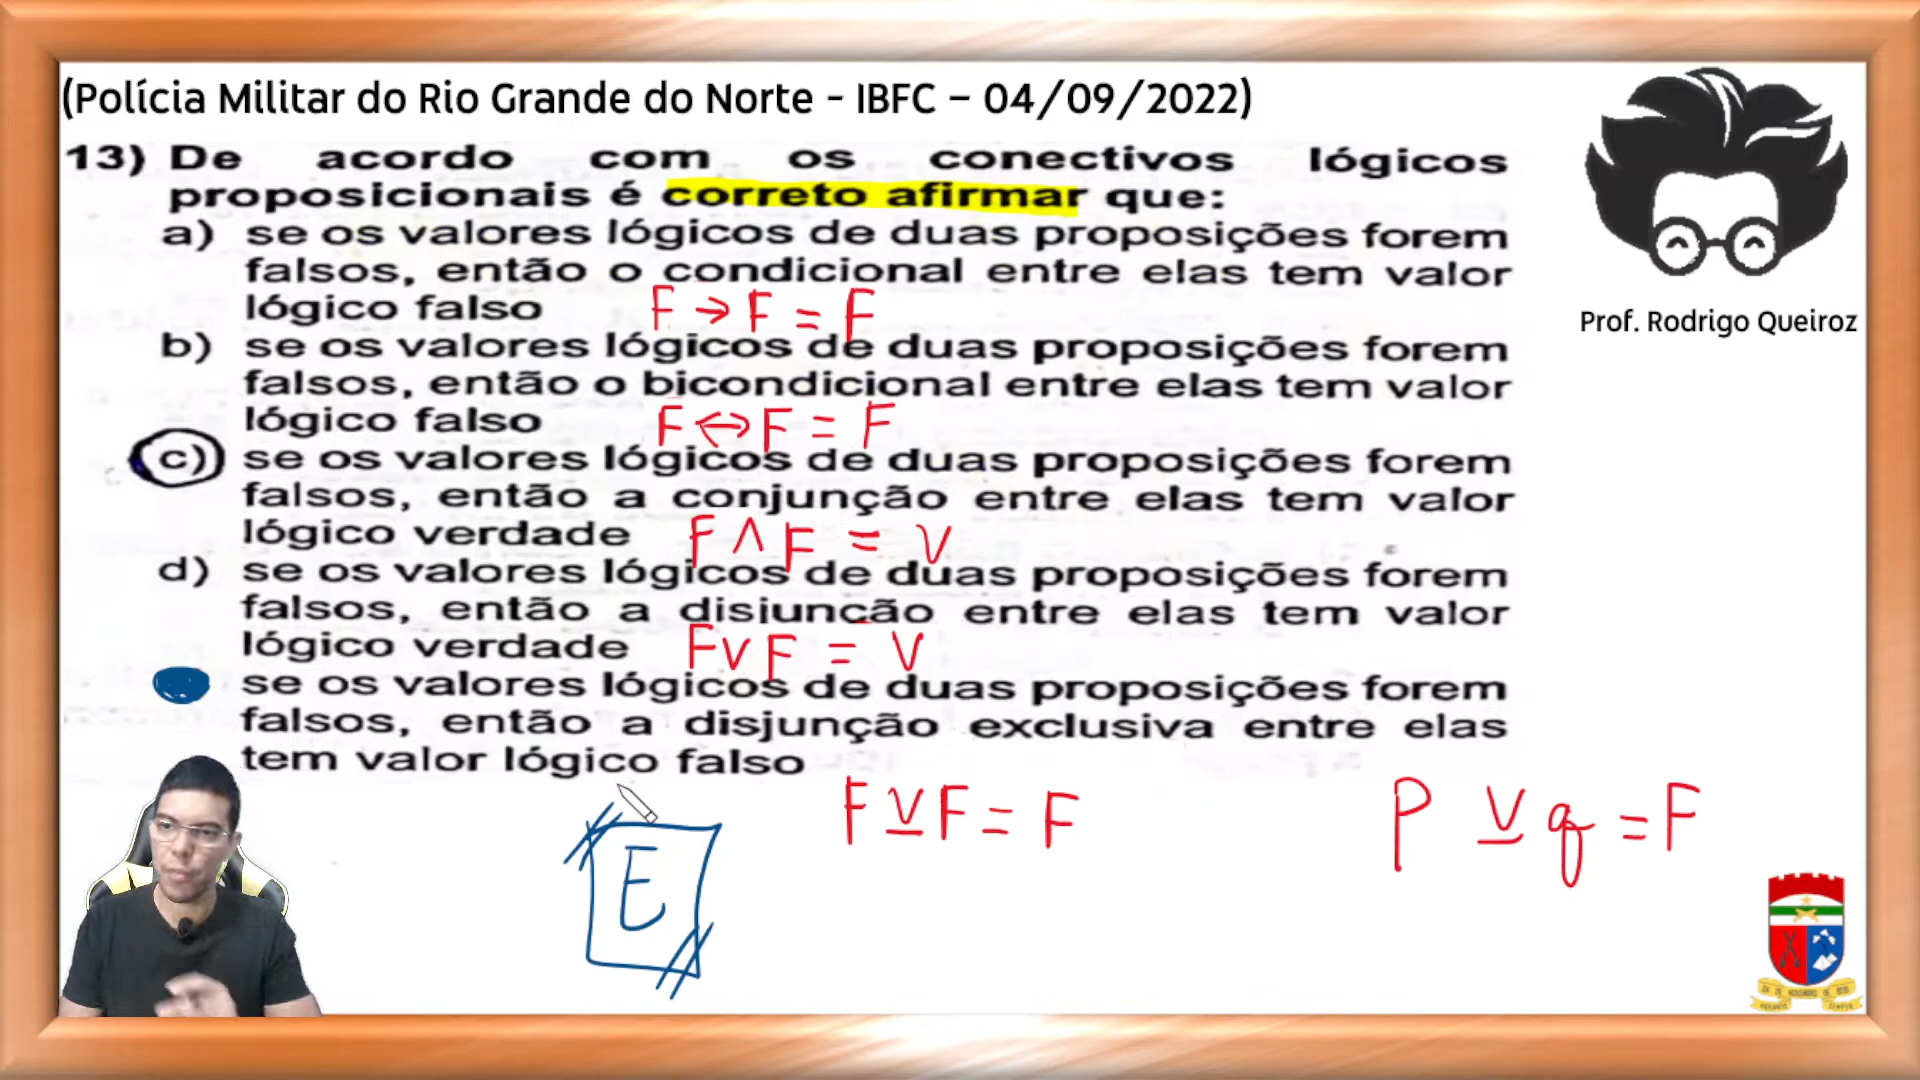 (Polícia Militar do Rio Grande do Norte - IBFC – 04/09/2022)
13) De acordo com os conectivos lógicos
proposicionais é correto afirmar que:
a) se os valores lógicos de duas proposições forem
falsos, então o condicional entre elas tem valor
lógico falso
F → F = F
b) se os valores lógicos de duas proposições forem
falsos, então o bicondicional entre elas tem valor
lógico falso
F ↔ F = F
c) se os valores lógicos de duas proposições forem
falsos, então a conjunção entre elas tem valor
lógico verdade
F ∧ F = V
d) se os valores lógicos de duas proposições forem
falsos, então a disjunção entre elas tem valor
lógico verdade
F v F = V
se os valores lógicos de duas proposições forem
falsos, então a disjunção exclusiva entre elas
tem valor lógico falso
F v̲ F = F
P v̲ q = F
E
Prof. Rodrigo Queiroz